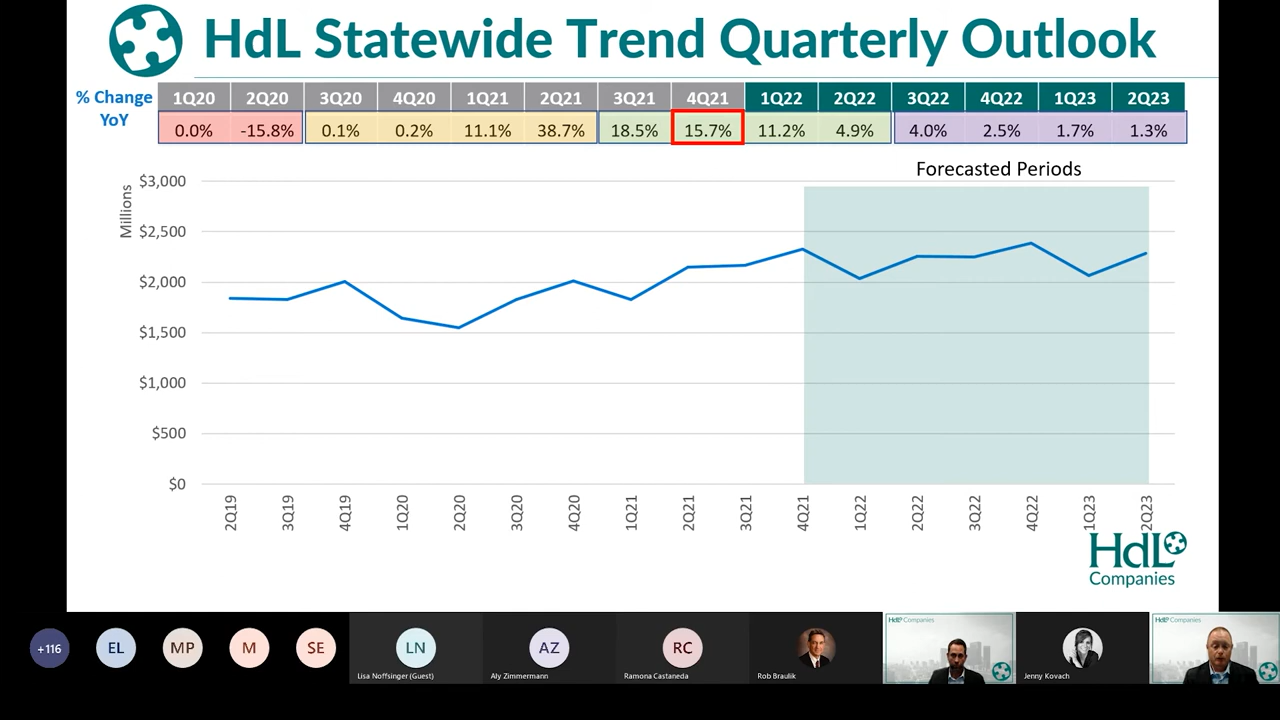 HdL Statewide Trend Quarterly Outlook
% Change YoY
1Q20 2Q20 3Q20 4Q20 1Q21 2Q21 3Q21 4Q21 1Q22 2Q22 3Q22 4Q22 1Q23 2Q23
0.0% -15.8% 0.1% 0.2% 11.1% 38.7% 18.5% 15.7% 11.2% 4.9% 4.0% 2.5% 1.7% 1.3%
Forecasted Periods
Millions
$3,000
$2,500
$2,000
$1,500
$1,000
$500
$0
2Q19 3Q19 4Q19 1Q20 2Q20 3Q20 4Q20 1Q21 2Q21 3Q21 4Q21 1Q22 2Q22 3Q22 4Q22 1Q23 2Q23
HdL
Companies
+116 EL MP M SE LN AZ RC
HdL Companies
HdL Companies
Lisa Noffsinger (Guest) Aly Zimmermann Ramona Castaneda Rob Braulik Jenny Kovach